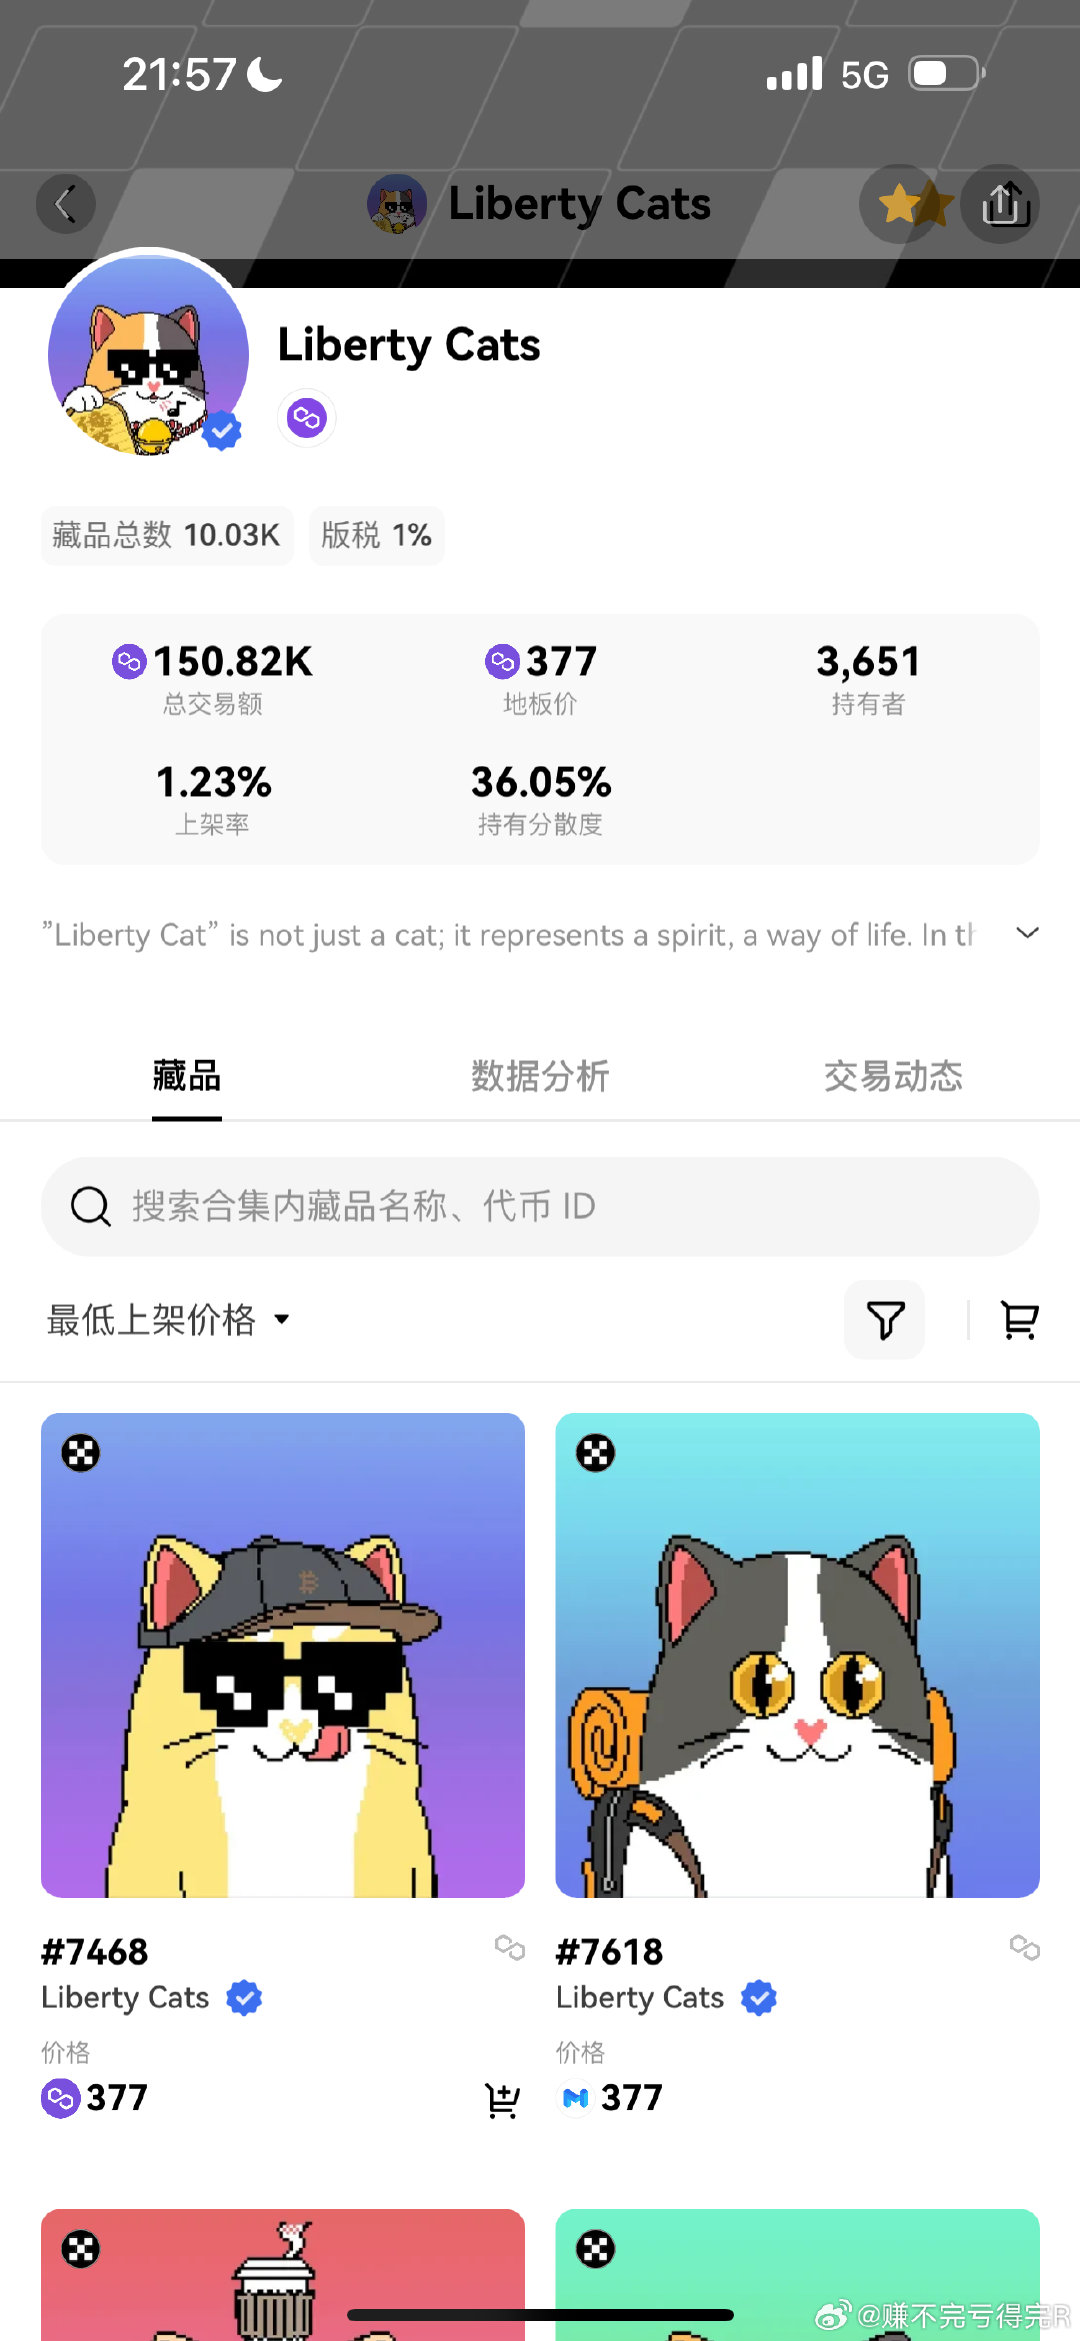 21:57
5G
Liberty Cats
Liberty Cats
藏品总数 10.03K 版税 1%
150.82K 377 3,651
总交易额 地板价 持有者
1.23% 36.05%
上架率 持有分散度
”Liberty Cat” is not just a cat; it represents a spirit, a way of life. In th
藏品 数据分析 交易动态
搜索合集内藏品名称、代币 ID
最低上架价格
#7468 #7618
Liberty Cats Liberty Cats
价格 价格
377 377
@赚不完亏得完R